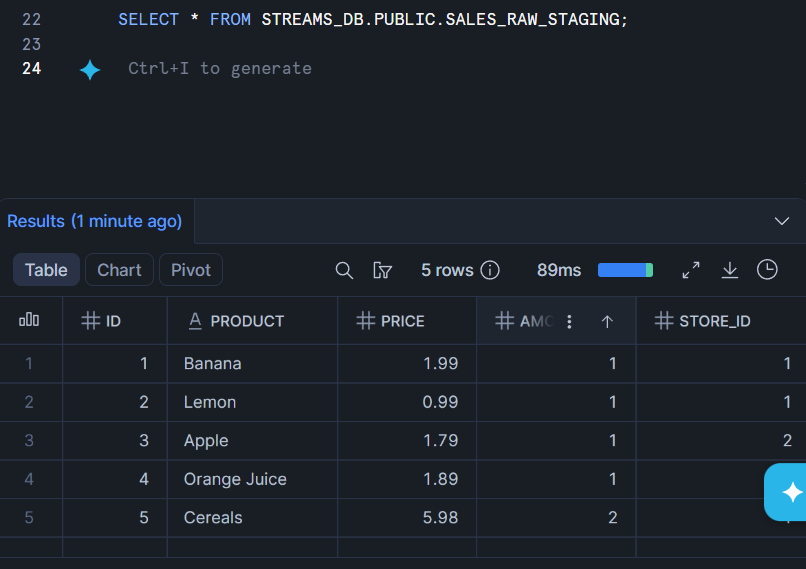 22 SELECT * FROM STREAMS_DB.PUBLIC.SALES_RAW_STAGING;
23
24 Ctrl+I to generate
Results (1 minute ago)
Table Chart Pivot 5 rows 89ms
ID A PRODUCT PRICE STORE_ID
1 1 Banana 1.99 1 1
2 2 Lemon 0.99 1 1
3 3 Apple 1.79 1 2
4 4 Orange Juice 1.89 1
5 5 Cereals 5.98 2